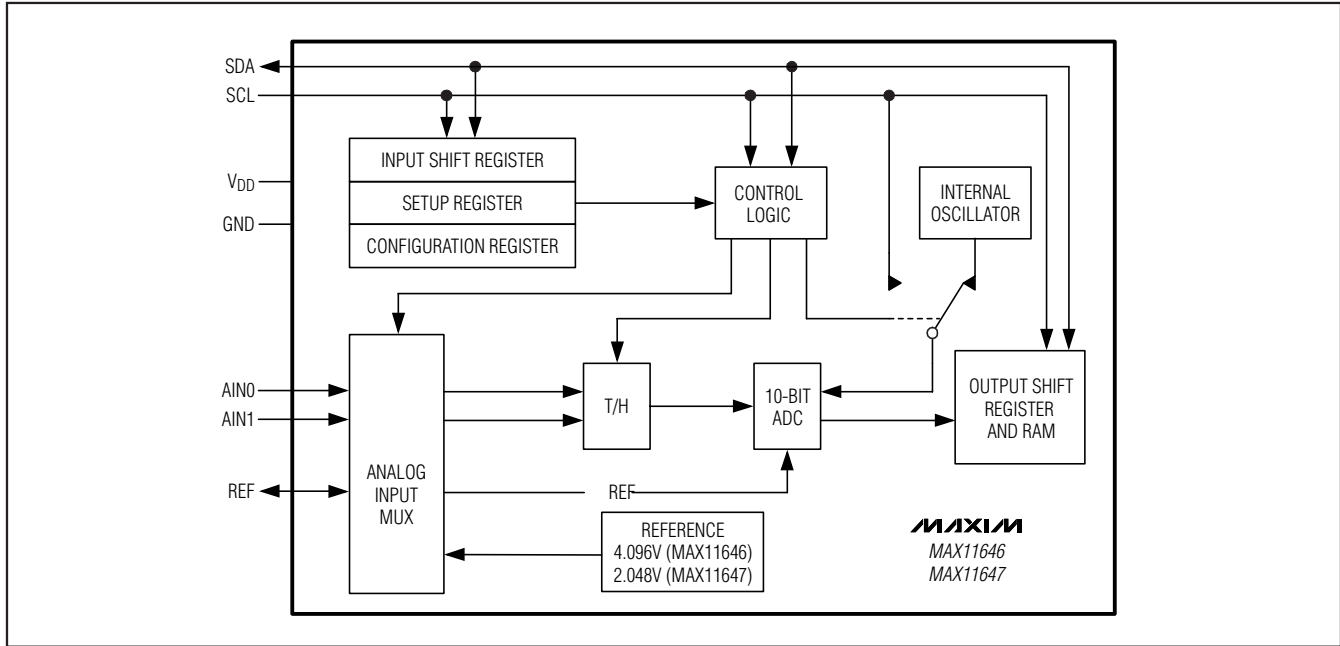 SDA
SCL
VDD
GND
INPUT SHIFT REGISTER
SETUP REGISTER
CONFIGURATION REGISTER
CONTROL
LOGIC
INTERNAL
OSCILLATOR
AIN0
AIN1
REF
ANALOG
INPUT
MUX
T/H
10-BIT
ADC
OUTPUT SHIFT
REGISTER
AND RAM
REF
REFERENCE
4.096V (MAX11646)
2.048V (MAX11647)
MAXIM
MAX11646
MAX11647